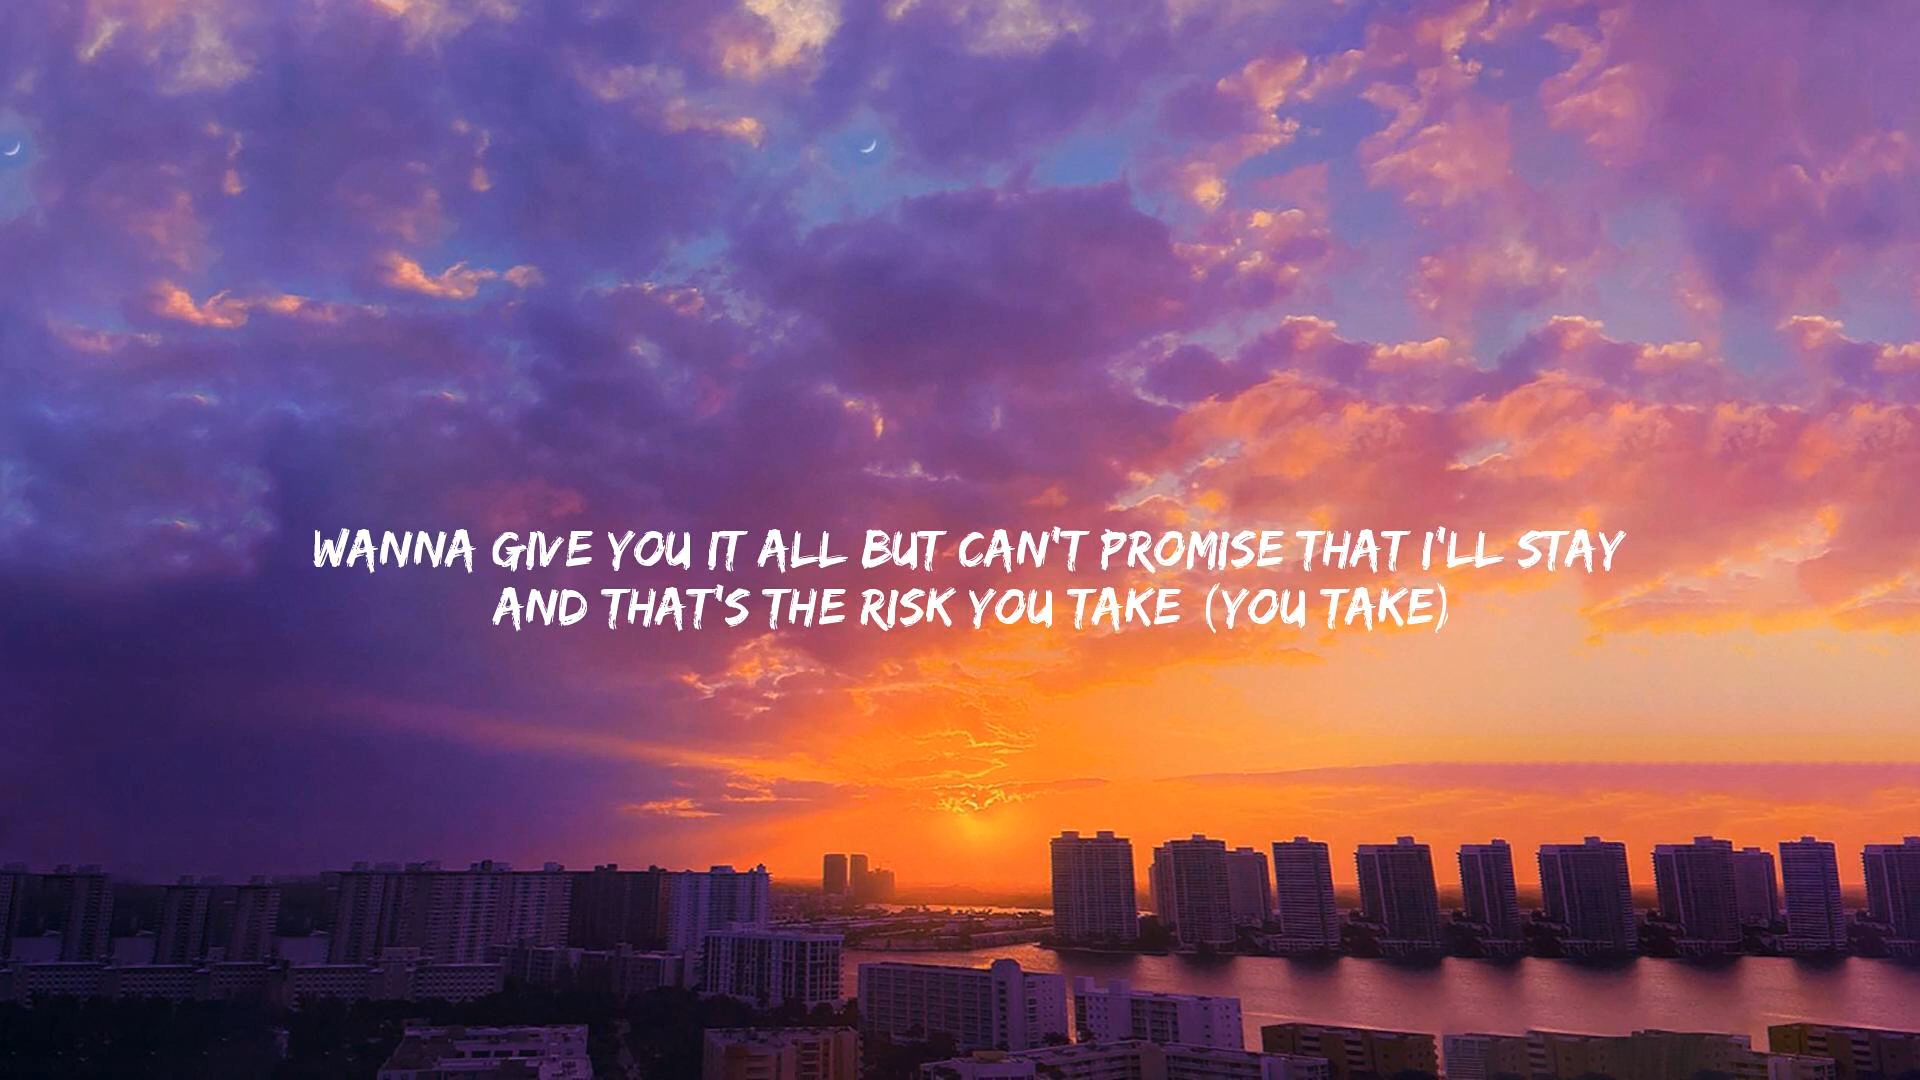 WANNA GIVE YOU IT ALL BUT CAN'T PROMISE THAT I'LL STAY
AND THAT'S THE RISK YOU TAKE (YOU TAKE)